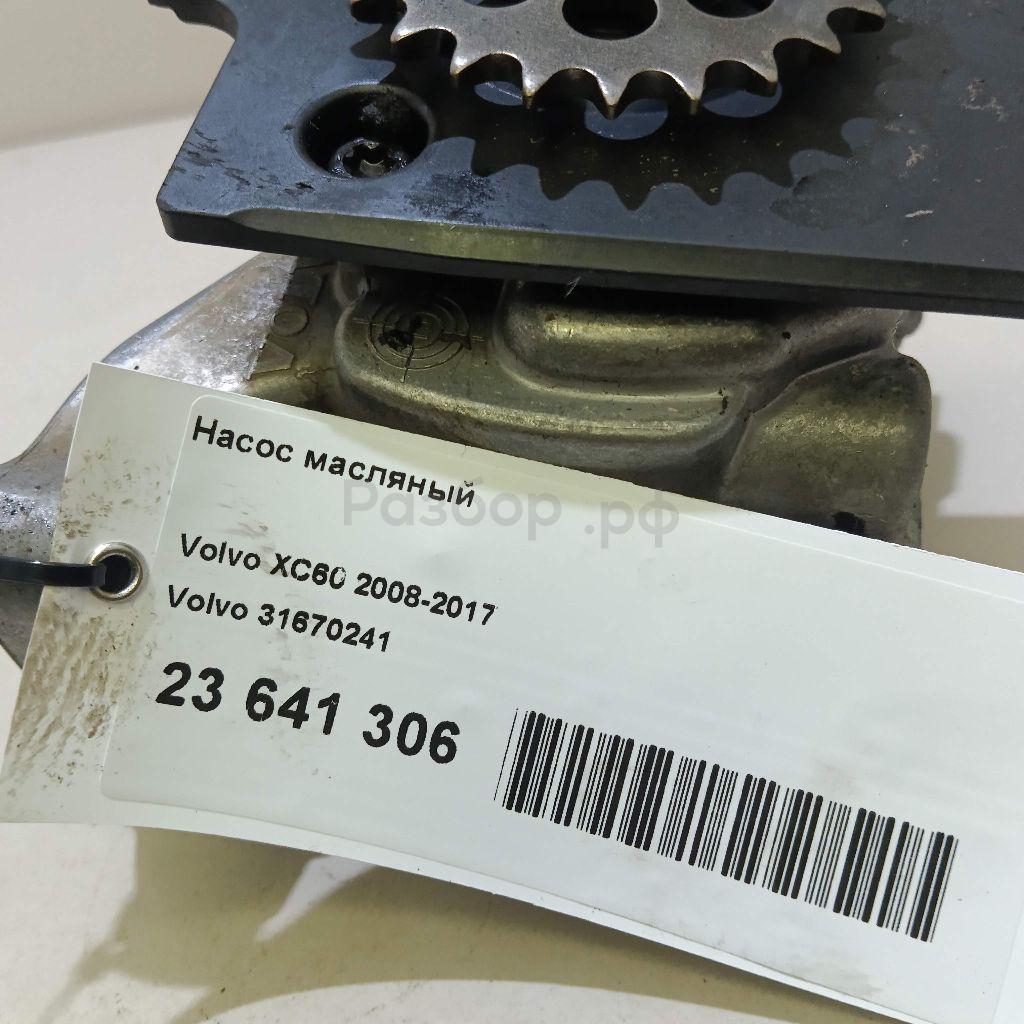 Насос масляный
Разбор.рф
Volvo XC60 2008-2017
Volvo 31670241
23 641 306